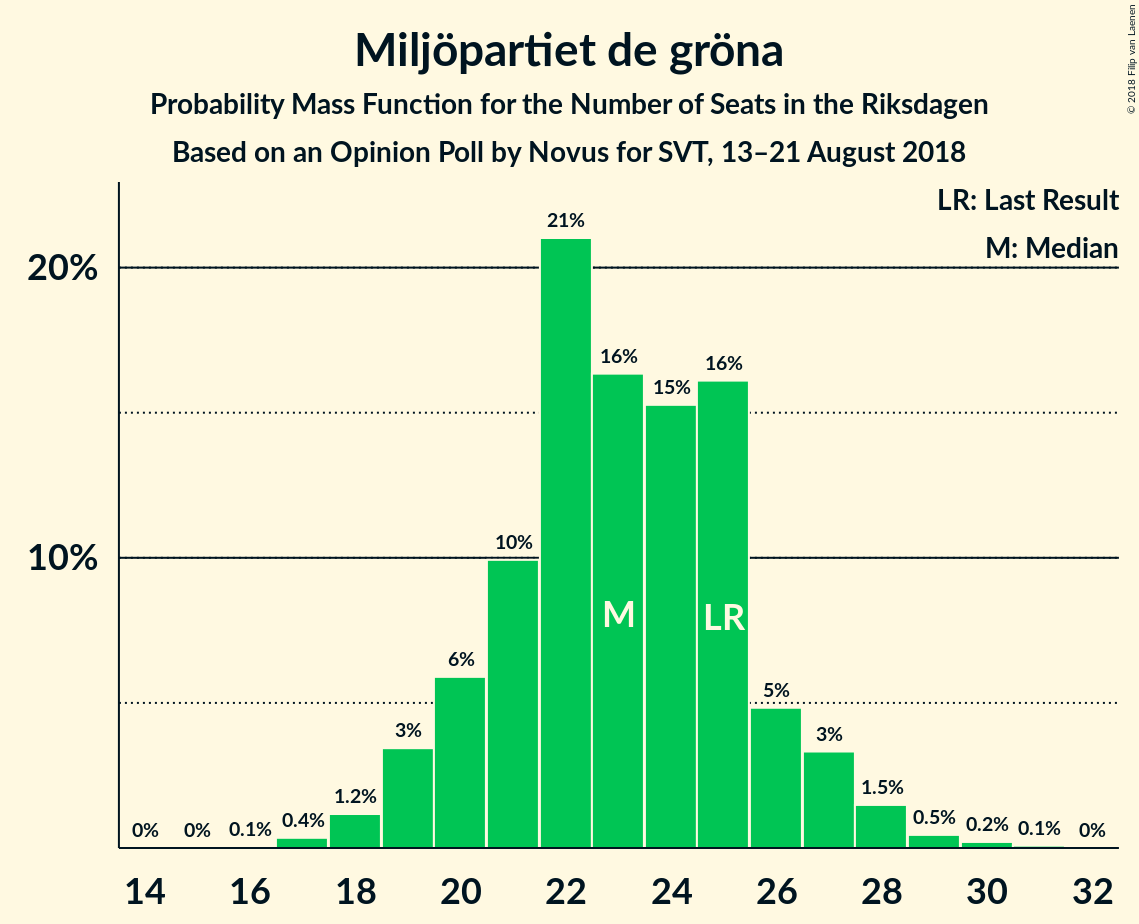 Miljöpartiet de gröna
Probability Mass Function for the Number of Seats in the Riksdagen
Based on an Opinion Poll by Novus for SVT, 13–21 August 2018
© 2018 Filip van Laenen
LR: Last Result
M: Median
20%
10%
0%
0%
0.1%
0.4%
1.2%
3%
6%
10%
21%
16%
15%
16%
5%
3%
1.5%
0.5%
0.2%
0.1%
0%
M
LR
14 16 18 20 22 24 26 28 30 32